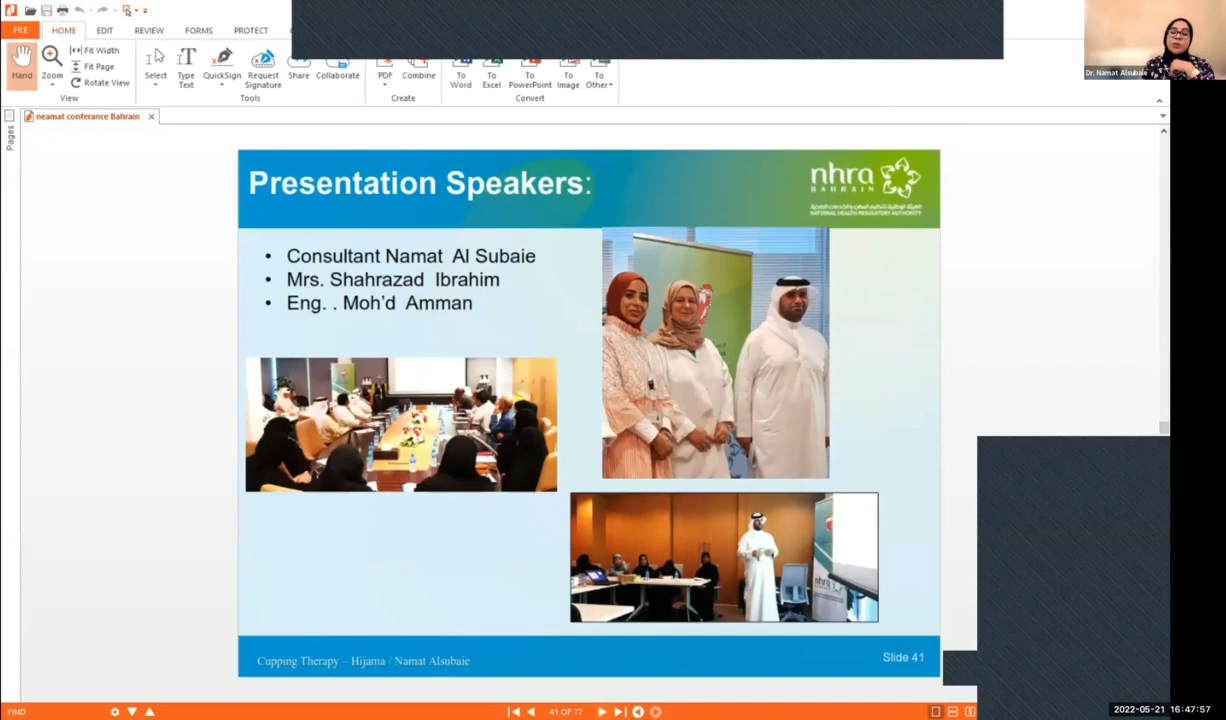 FILE HOME EDIT REVIEW FORMS PROTECT
Hand
Zoom
Fit Width
Fit Page
Rotate View
View
Select
Type Text
QuickSign
Request Signature
Share
Collaborate
Tools
PDF
Combine
Create
To Word
To Excel
To PowerPoint
To Image
To Other
Convert
Dr. Namat Alsubaie
Pages
neamat conferance Bahrain
Presentation Speakers:
nhra
BAHRAIN
NATIONAL HEALTH REGULATORY AUTHORITY
• Consultant Namat Al Subaie
• Mrs. Shahrazad Ibrahim
• Eng. . Moh'd Amman
nhra
Cupping Therapy – Hijama / Namat Alsubaie
Slide 41
FIND
41 OF 77
2022-05-21 16:47:57